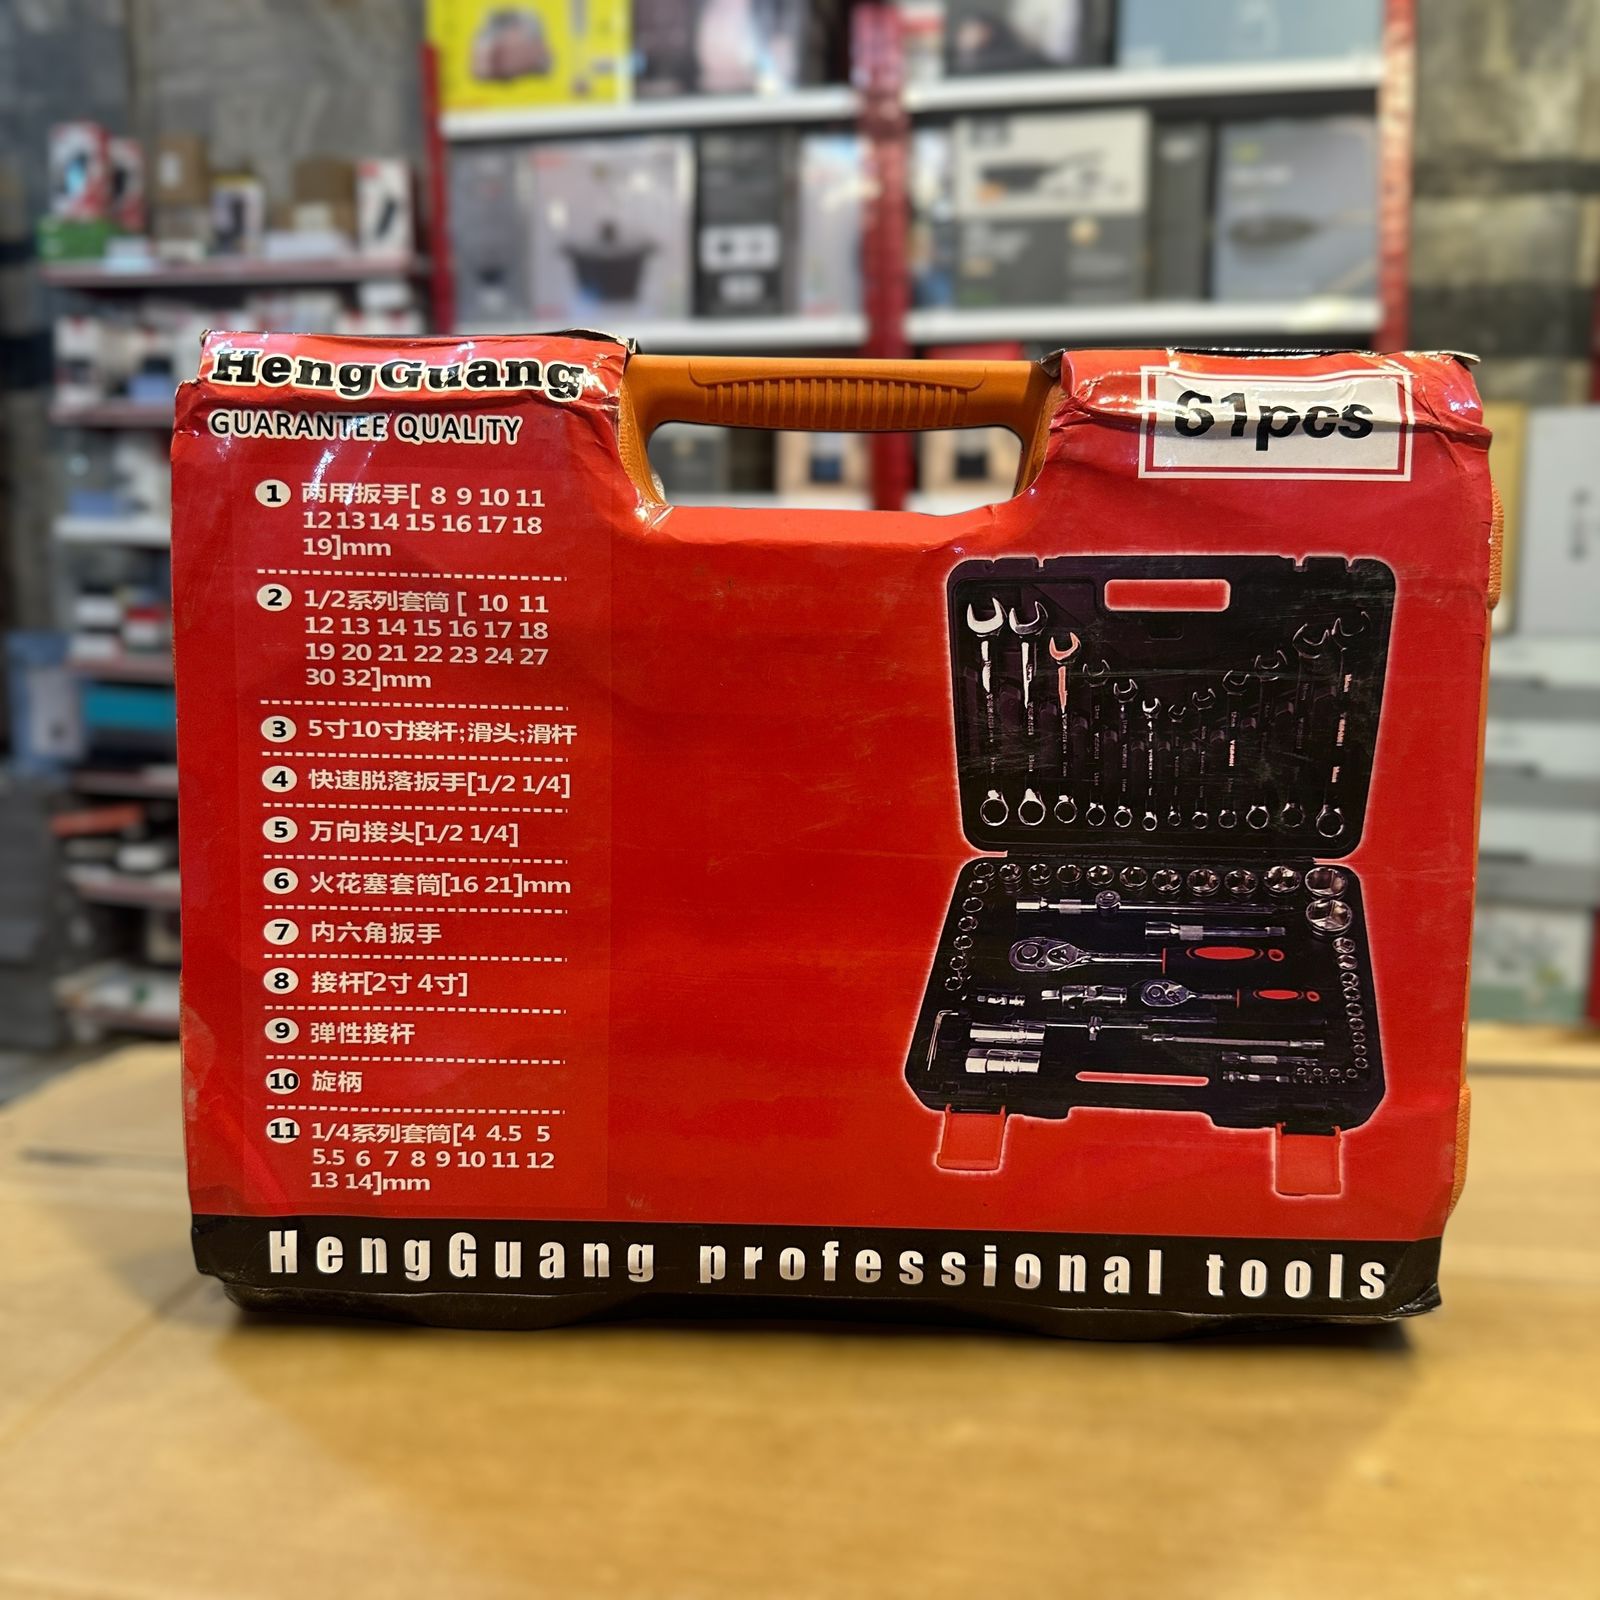 HengGuang
GUARANTEE QUALITY
61pcs
1 两用扳手[ 8 9 10 11
12 13 14 15 16 17 18
19]mm
2 1/2系列套筒 [ 10 11
12 13 14 15 16 17 18
19 20 21 22 23 24 27
30 32]mm
3 5寸10寸接杆;滑头;滑杆
4 快速脱落扳手[1/2 1/4]
5 万向接头[1/2 1/4]
6 火花塞套筒[16 21]mm
7 内六角扳手
8 接杆[2寸 4寸]
9 弹性接杆
10 旋柄
11 1/4系列套筒[4 4.5 5
5.5 6 7 8 9 10 11 12
13 14]mm
HengGuang professional tools